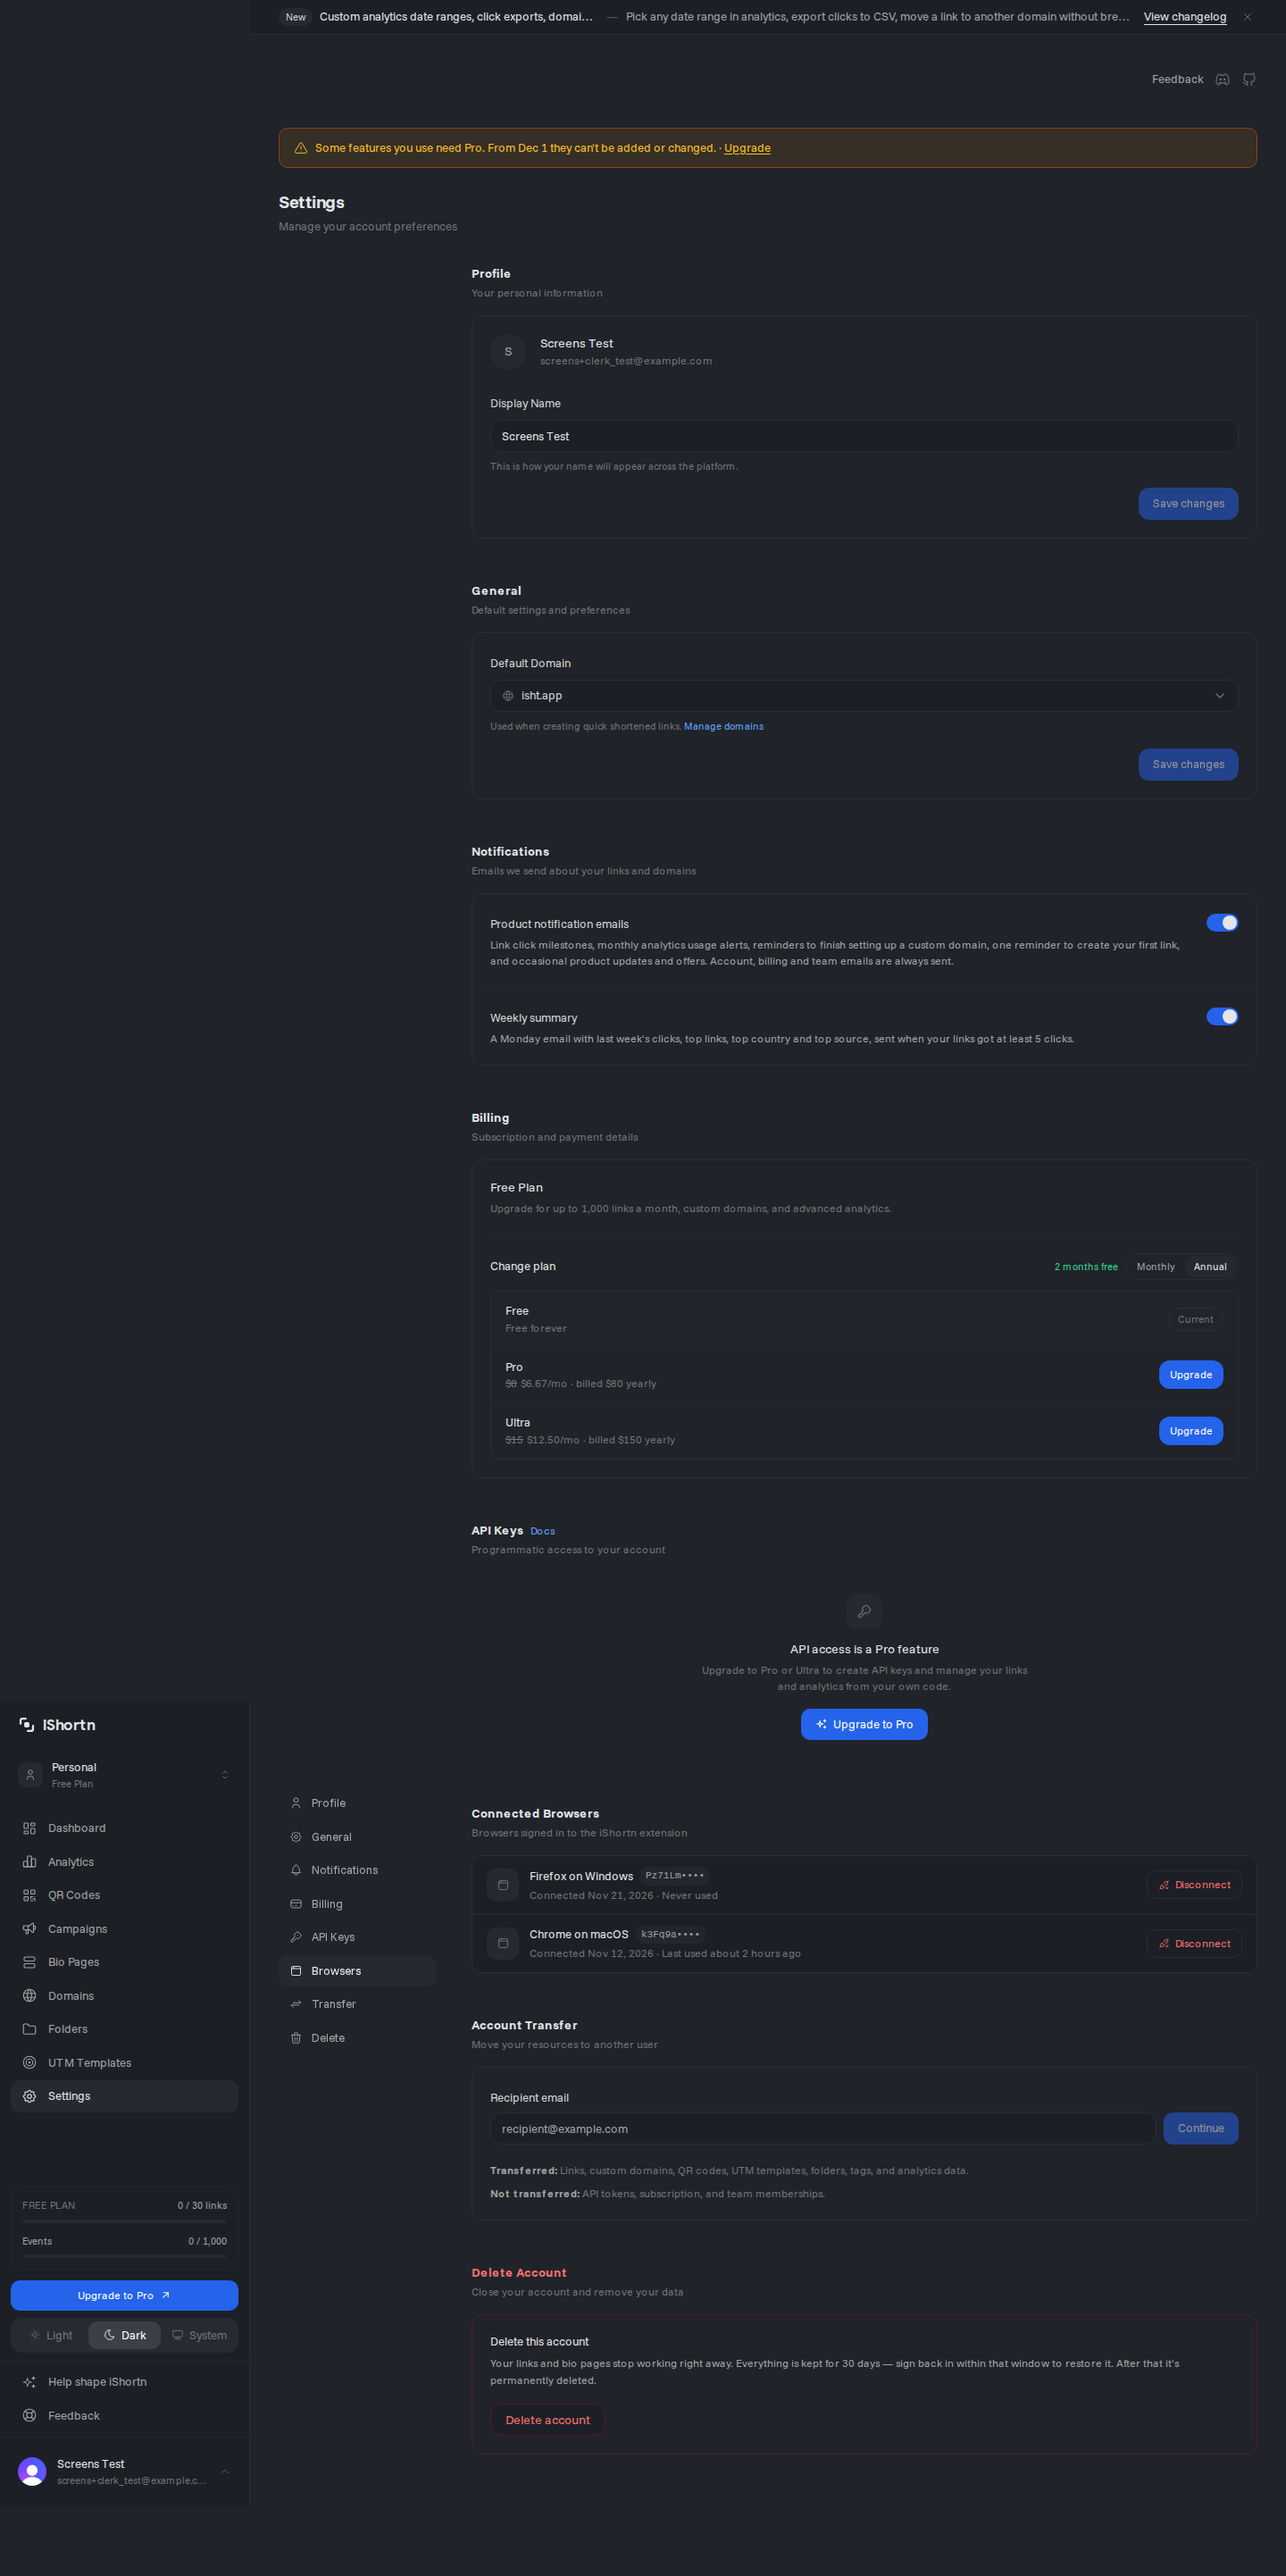 New
Custom analytics date ranges, click exports, domai... — Pick any date range in analytics, export clicks to CSV, move a link to another domain without bre...
View changelog
Feedback
Some features you use need Pro. From Dec 1 they can't be added or changed. · Upgrade
Settings
Manage your account preferences
Profile
Your personal information
S
Screens Test
screens+clerk_test@example.com
Display Name
Screens Test
This is how your name will appear across the platform.
Save changes
General
Default settings and preferences
Default Domain
isht.app
Used when creating quick shortened links. Manage domains
Save changes
Notifications
Emails we send about your links and domains
Product notification emails
Link click milestones, monthly analytics usage alerts, reminders to finish setting up a custom domain, one reminder to create your first link,
and occasional product updates and offers. Account, billing and team emails are always sent.
Weekly summary
A Monday email with last week's clicks, top links, top country and top source, sent when your links got at least 5 clicks.
Billing
Subscription and payment details
Free Plan
Upgrade for up to 1,000 links a month, custom domains, and advanced analytics.
Change plan
2 months free
Monthly
Annual
Free
Free forever
Current
Pro
$8 $6.67/mo · billed $80 yearly
Upgrade
Ultra
$15 $12.50/mo · billed $150 yearly
Upgrade
API Keys Docs
Programmatic access to your account
API access is a Pro feature
Upgrade to Pro or Ultra to create API keys and manage your links
and analytics from your own code.
Upgrade to Pro
IShortn
Personal
Free Plan
Dashboard
Analytics
QR Codes
Campaigns
Bio Pages
Domains
Folders
UTM Templates
Settings
FREE PLAN
0 / 30 links
Events
0 / 1,000
Upgrade to Pro
Light
Dark
System
Help shape iShortn
Feedback
Screens Test
screens+clerk_test@example.c...
Profile
General
Notifications
Billing
API Keys
Browsers
Transfer
Delete
Connected Browsers
Browsers signed in to the iShortn extension
Firefox on Windows Pz71Lm••••
Connected Nov 21, 2026 · Never used
Disconnect
Chrome on macOS k3Fq9a••••
Connected Nov 12, 2026 · Last used about 2 hours ago
Disconnect
Account Transfer
Move your resources to another user
Recipient email
recipient@example.com
Continue
Transferred: Links, custom domains, QR codes, UTM templates, folders, tags, and analytics data.
Not transferred: API tokens, subscription, and team memberships.
Delete Account
Close your account and remove your data
Delete this account
Your links and bio pages stop working right away. Everything is kept for 30 days — sign back in within that window to restore it. After that it's
permanently deleted.
Delete account